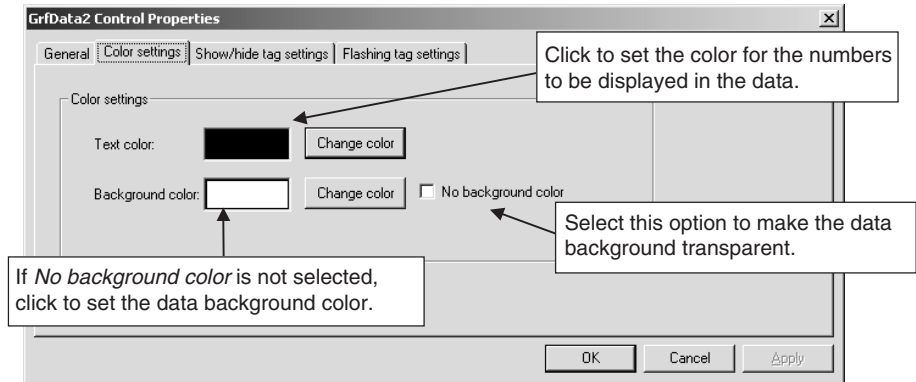 GrfData2 Control Properties
General
Color settings
Show/hide tag settings
Flashing tag settings
Click to set the color for the numbers
to be displayed in the data.
Color settings
Text color:
Change color
Background color:
Change color
No background color
Select this option to make the data
background transparent.
If No background color is not selected,
click to set the data background color.
OK
Cancel
Apply